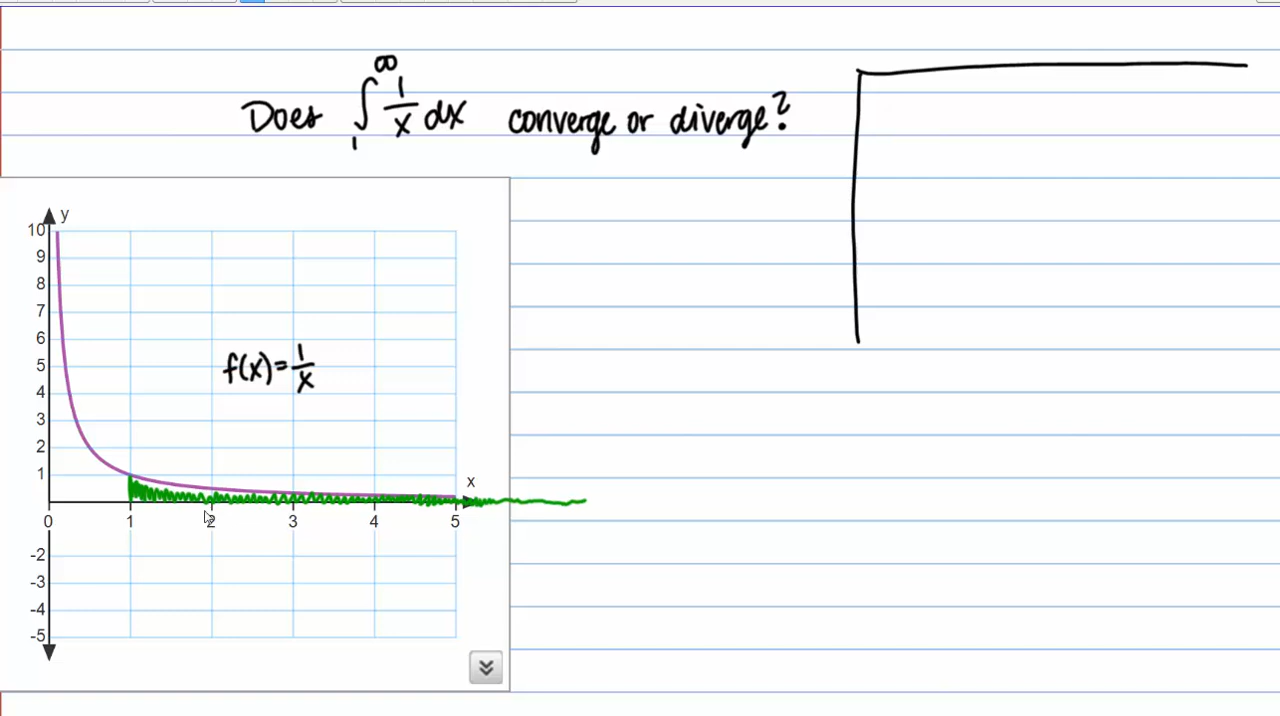 Does ∫₁^∞ 1/x dx converge or diverge?
y
10
9
8
7
6
5
4
3
2
1
f(x)=1/x
x
0 1 2 3 4 5
-2
-3
-4
-5